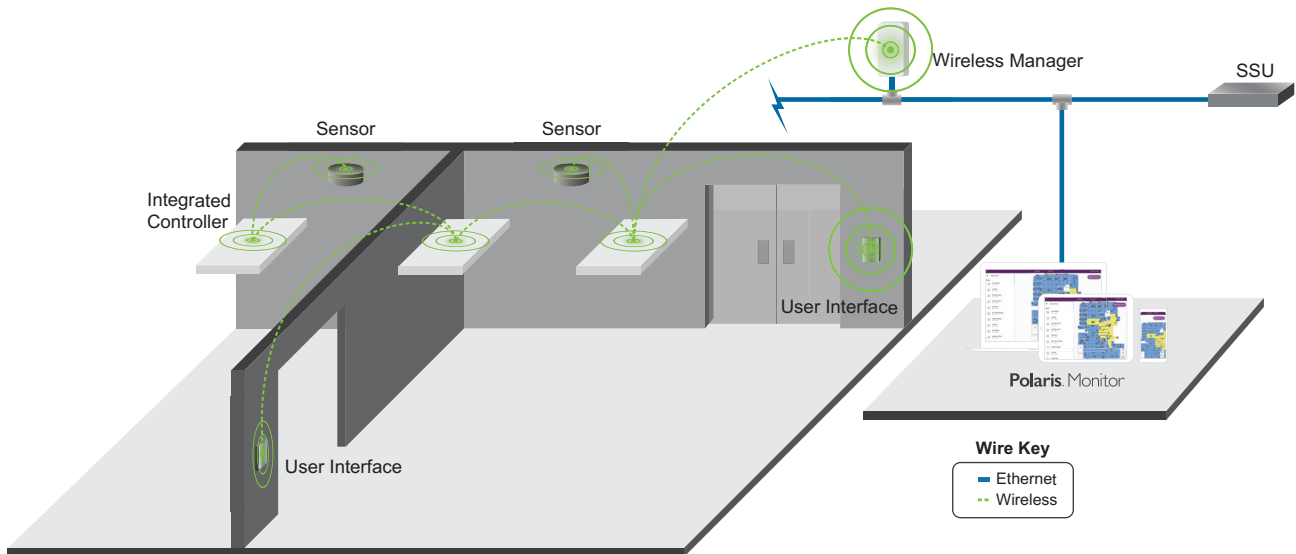 Wireless Manager
SSU
Sensor
Sensor
Integrated
Controller
User Interface
User Interface
Polaris. Monitor
Wire Key
Ethernet
Wireless